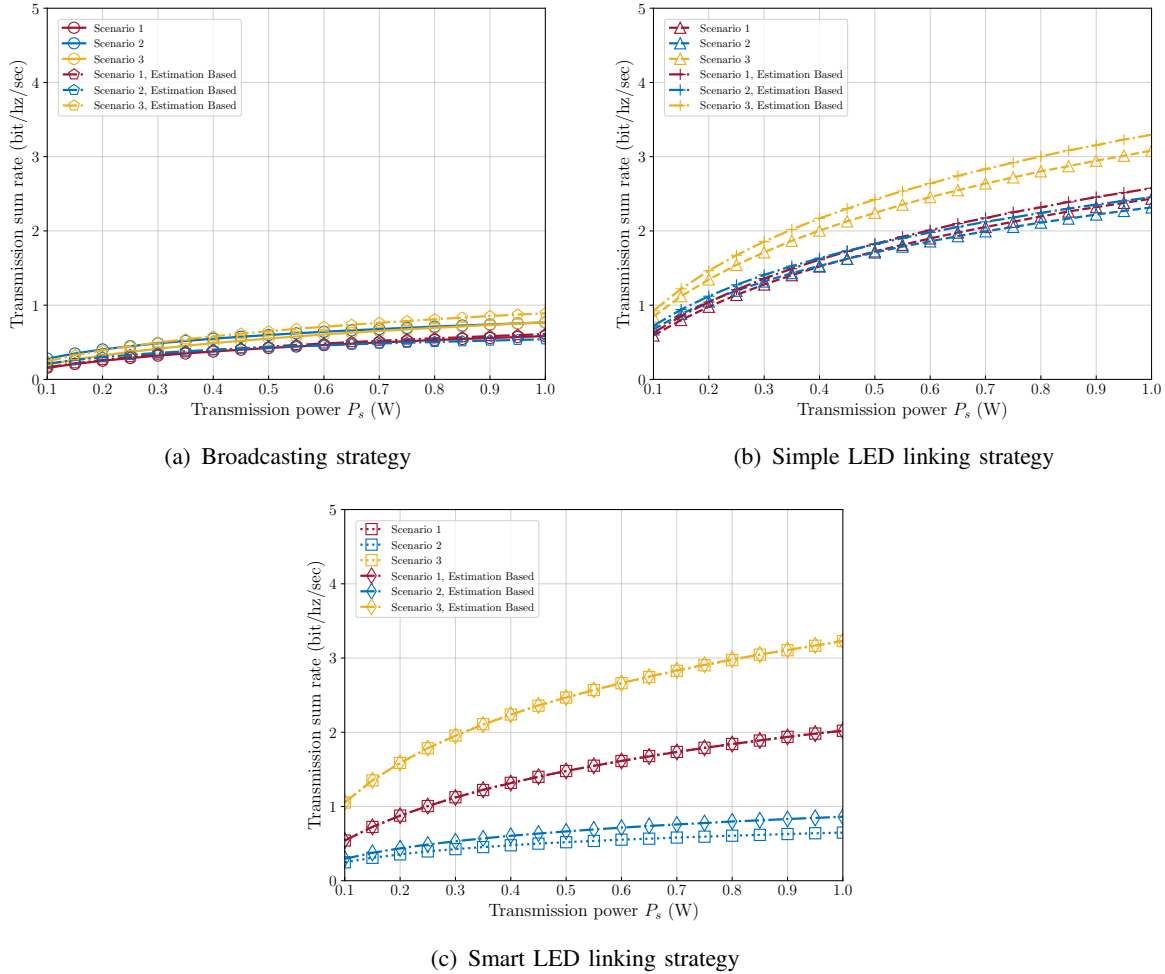 5
4
3
2
1
0
Transmission sum rate (bit/hz/sec)
Scenario 1
Scenario 2
Scenario 3
Scenario 1, Estimation Based
Scenario 2, Estimation Based
Scenario 3, Estimation Based
0.1 0.2 0.3 0.4 0.5 0.6 0.7 0.8 0.9 1.0
Transmission power P_s (W)
(a) Broadcasting strategy
5
4
3
2
1
0
Transmission sum rate (bit/hz/sec)
Scenario 1
Scenario 2
Scenario 3
Scenario 1, Estimation Based
Scenario 2, Estimation Based
Scenario 3, Estimation Based
0.1 0.2 0.3 0.4 0.5 0.6 0.7 0.8 0.9 1.0
Transmission power P_s (W)
(b) Simple LED linking strategy
5
4
3
2
1
0
Transmission sum rate (bit/hz/sec)
Scenario 1
Scenario 2
Scenario 3
Scenario 1, Estimation Based
Scenario 2, Estimation Based
Scenario 3, Estimation Based
0.1 0.2 0.3 0.4 0.5 0.6 0.7 0.8 0.9 1.0
Transmission power P_s (W)
(c) Smart LED linking strategy